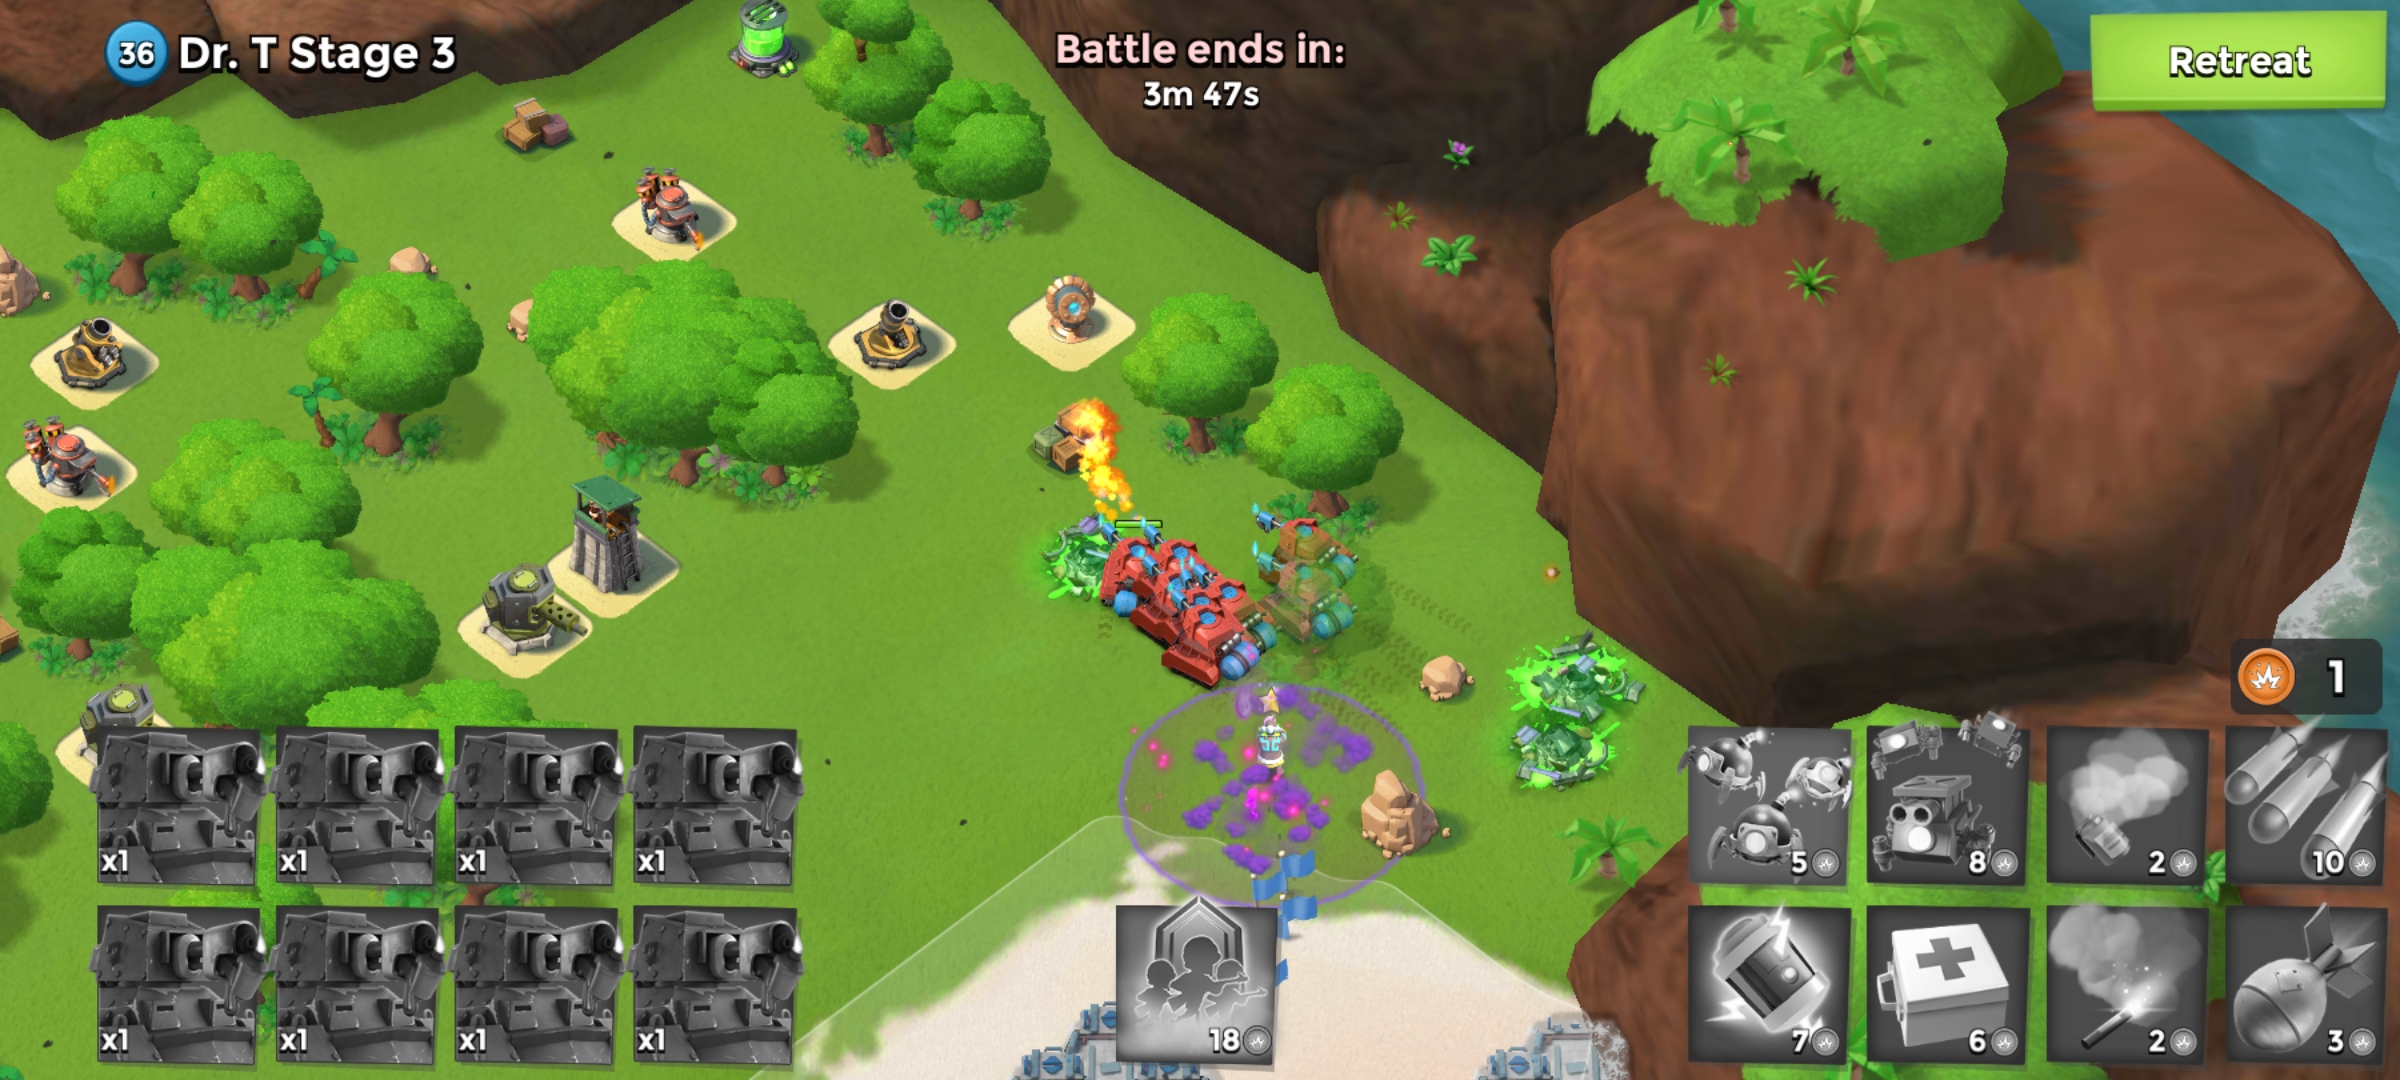 36 Dr. T Stage 3
Battle ends in:
3m 47s
Retreat
1
x1 x1 x1 x1
5 8 2 10
x1 x1 x1 x1
18
7 6 2 3